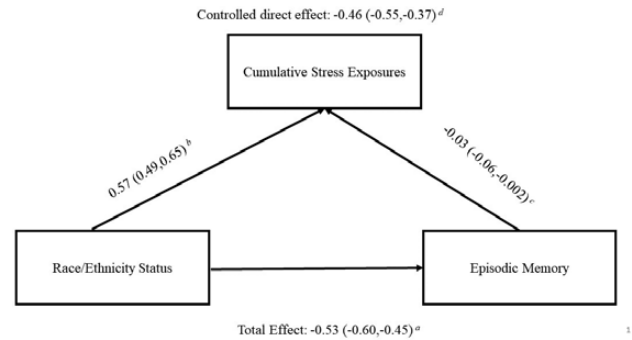 Controlled direct effect: -0.46 (-0.55,-0.37) d
Cumulative Stress Exposures
0.57 (0.49,0.65) b
-0.03 (-0.06,-0.002) c
Race/Ethnicity Status
Episodic Memory
Total Effect: -0.53 (-0.60,-0.45) a
1